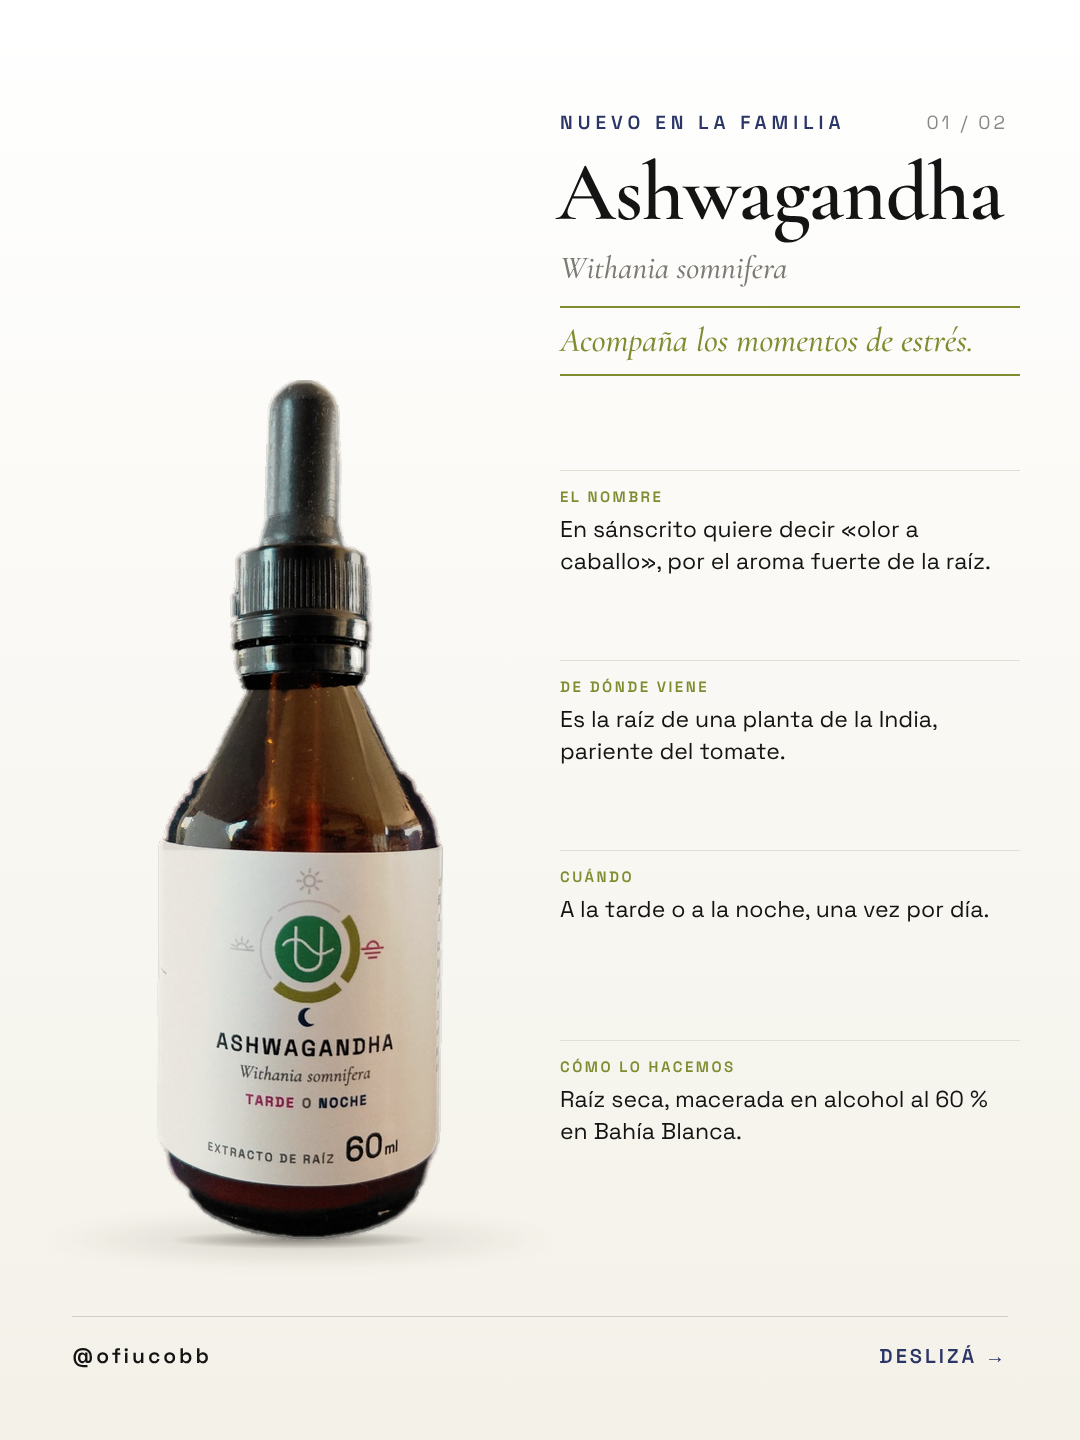 NUEVO EN LA FAMILIA
01 / 02
Ashwagandha
Withania somnifera
Acompaña los momentos de estrés.
EL NOMBRE
En sánscrito quiere decir «olor a
caballo», por el aroma fuerte de la raíz.
DE DÓNDE VIENE
Es la raíz de una planta de la India,
pariente del tomate.
CUÁNDO
A la tarde o a la noche, una vez por día.
CÓMO LO HACEMOS
Raíz seca, macerada en alcohol al 60 %
en Bahía Blanca.
ASHWAGANDHA
Withania somnifera
TARDE O NOCHE
EXTRACTO DE RAÍZ 60ml
@ofiucobb
DESLIZÁ →